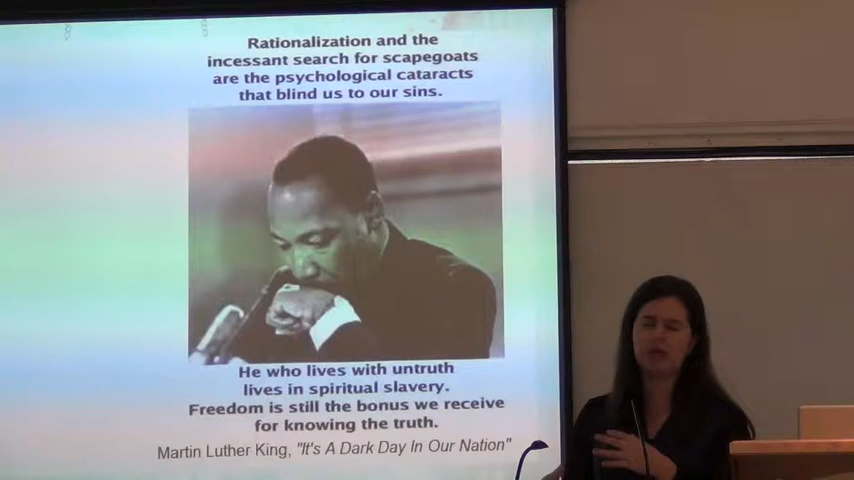 Rationalization and the
incessant search for scapegoats
are the psychological cataracts
that blind us to our sins.
He who lives with untruth
lives in spiritual slavery.
Freedom is still the bonus we receive
for knowing the truth.
Martin Luther King, "It's A Dark Day In Our Nation"